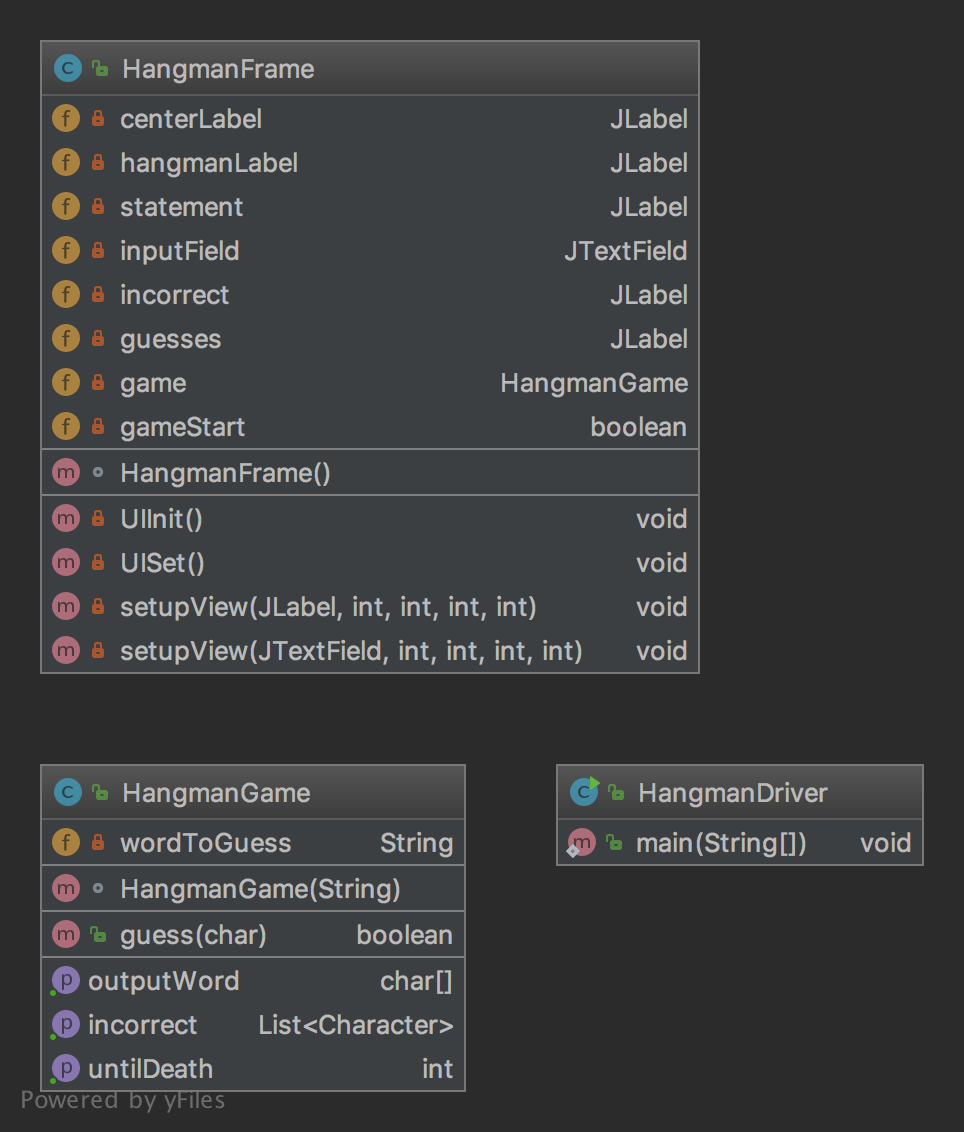 HangmanFrame
centerLabel JLabel
hangmanLabel JLabel
statement JLabel
inputField JTextField
incorrect JLabel
guesses JLabel
game HangmanGame
gameStart boolean
HangmanFrame()
UIInit() void
UISet() void
setupView(JLabel, int, int, int, int) void
setupView(JTextField, int, int, int, int) void
HangmanGame
wordToGuess String
HangmanGame(String)
guess(char) boolean
outputWord char[]
incorrect List<Character>
untilDeath int
HangmanDriver
main(String[]) void
Powered by yFiles